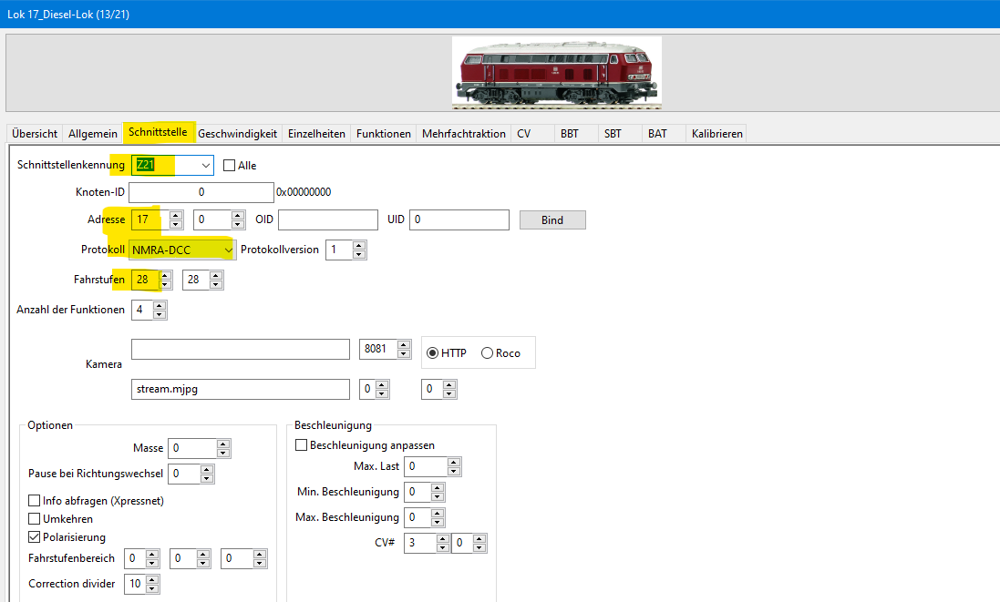 Lok 17_Diesel-Lok (13/21)
Übersicht Allgemein Schnittstelle Geschwindigkeit Einzelheiten Funktionen Mehrfachtraktion CV BBT SBT BAT Kalibrieren
Schnittstellenkennung Z21 Alle
Knoten-ID 0 0x00000000
Adresse 17 0 OID UID 0 Bind
Protokoll NMRA-DCC Protokollversion 1
Fahrstufen 28 28
Anzahl der Funktionen 4
8081 HTTP Roco
Kamera
stream.mjpg 0 0
Optionen
Masse 0
Pause bei Richtungswechsel 0
Info abfragen (Xpressnet)
Umkehren
Polarisierung
Fahrstufenbereich 0 0 0
Correction divider 10
Beschleunigung
Beschleunigung anpassen
Max. Last 0
Min. Beschleunigung 0
Max. Beschleunigung 0
CV# 3 0